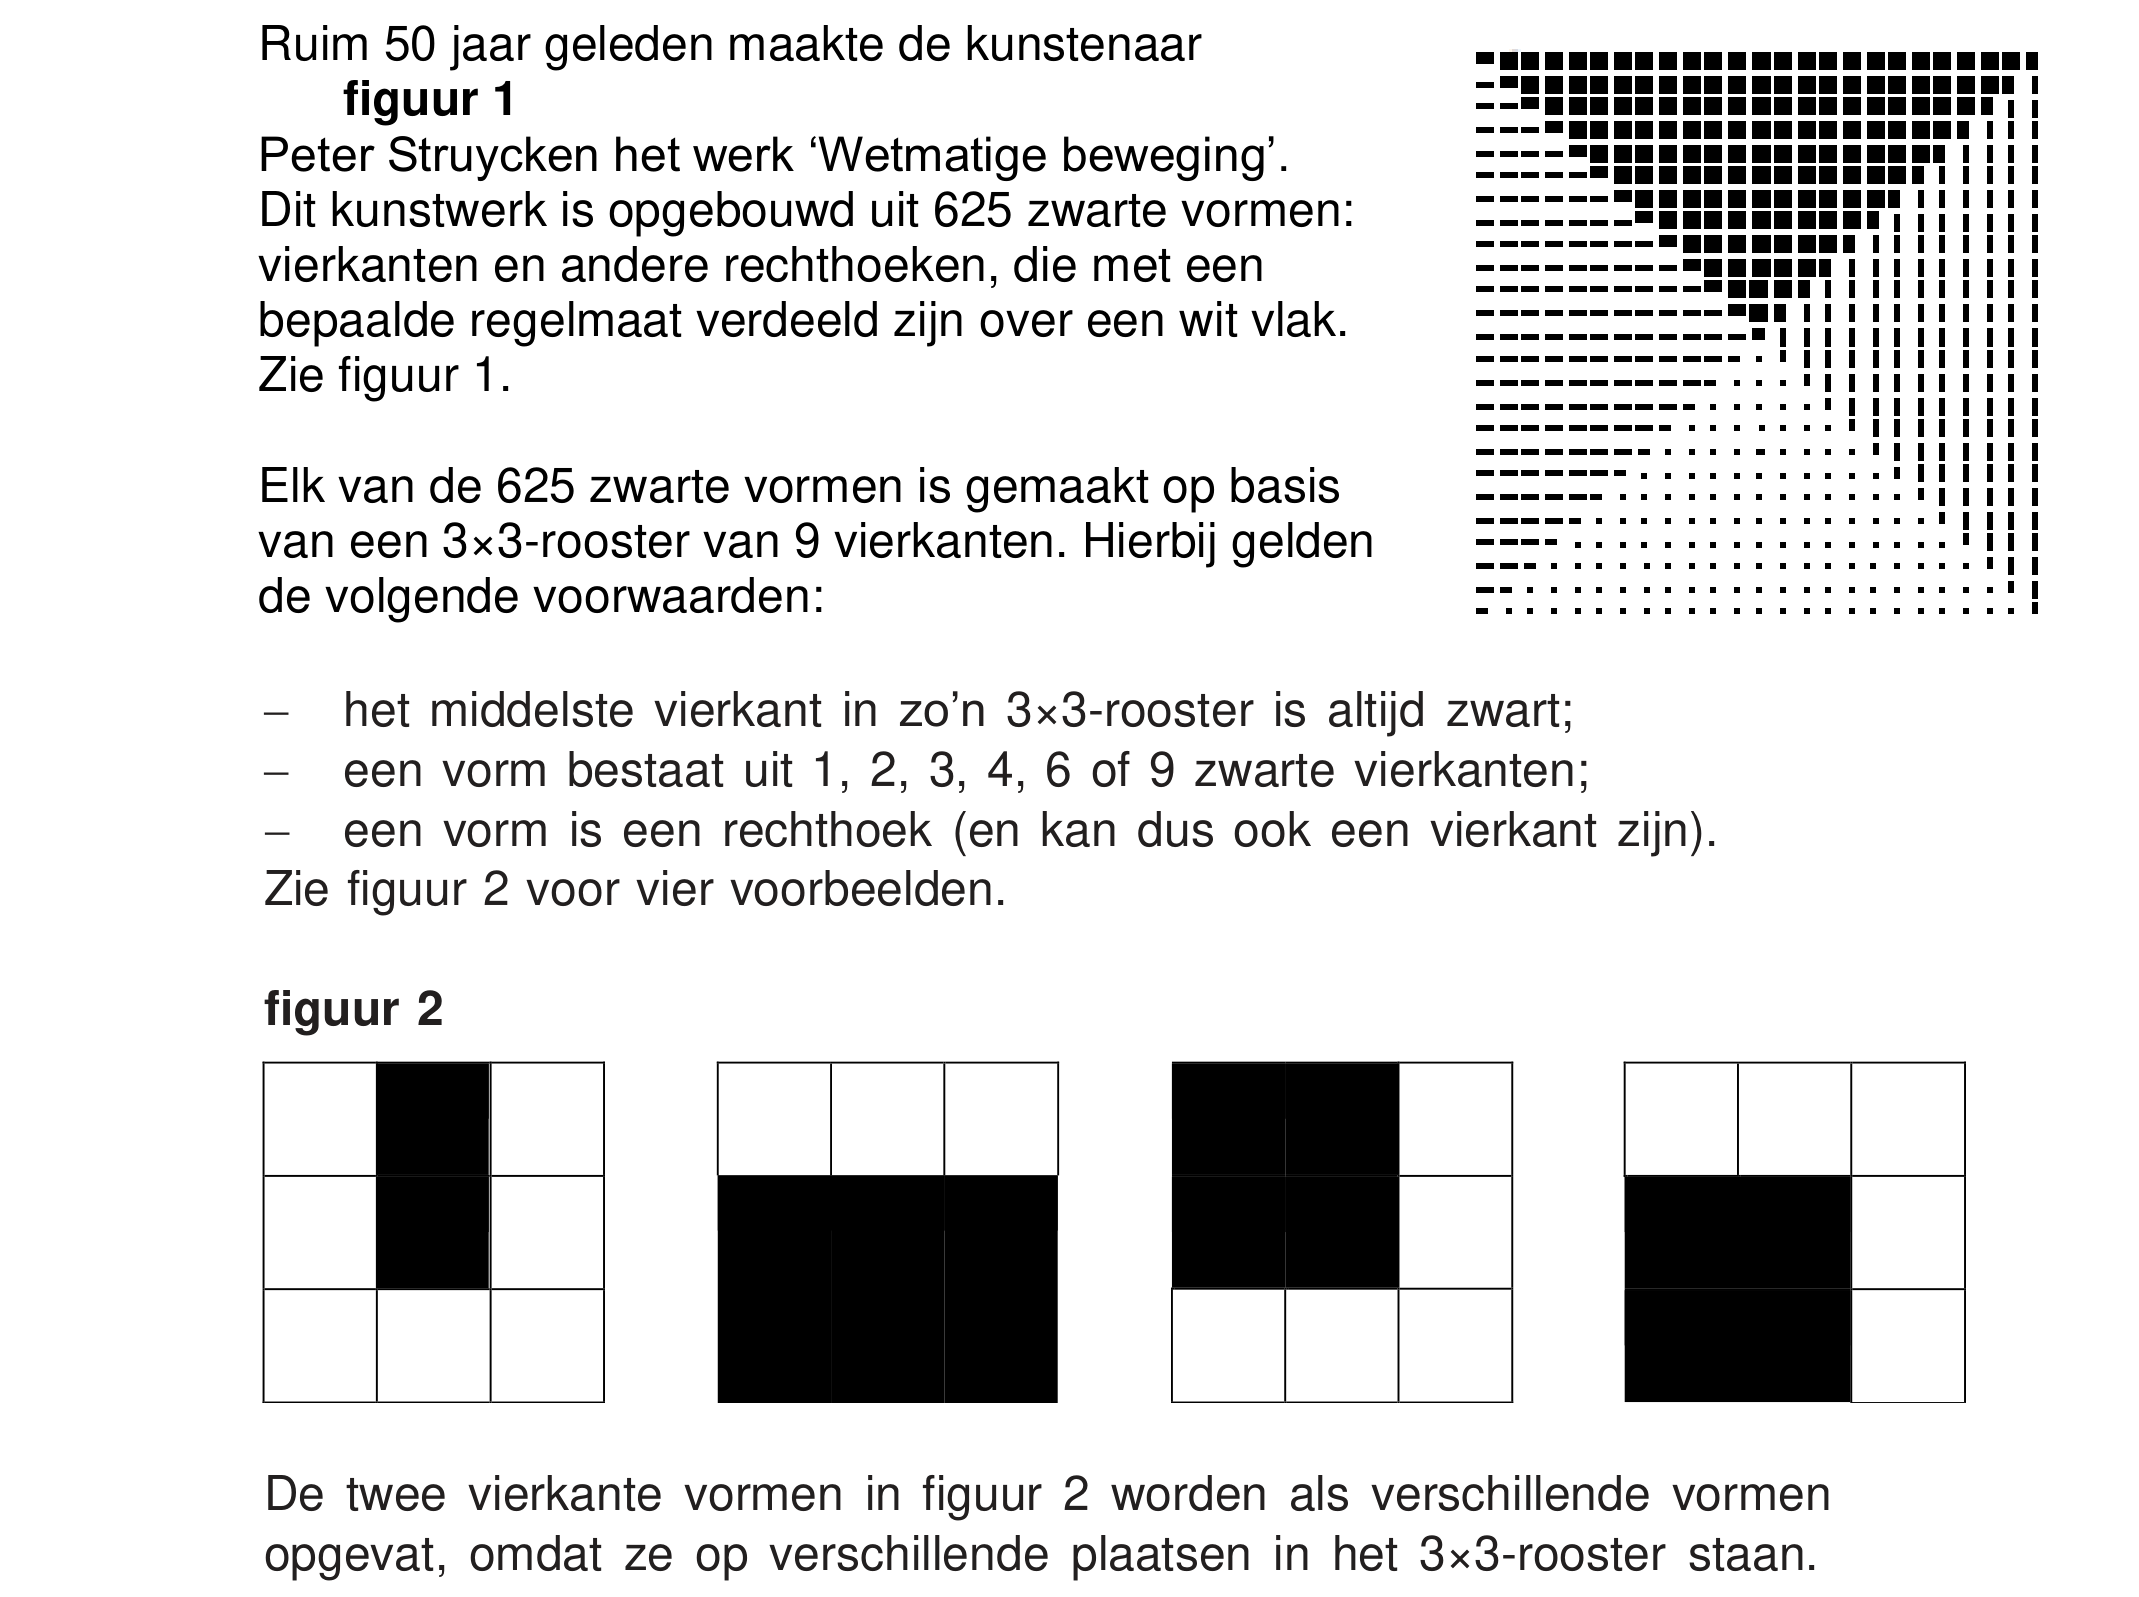 Ruim 50 jaar geleden maakte de kunstenaar
figuur 1
Peter Struycken het werk ‘Wetmatige beweging’.
Dit kunstwerk is opgebouwd uit 625 zwarte vormen:
vierkanten en andere rechthoeken, die met een
bepaalde regelmaat verdeeld zijn over een wit vlak.
Zie figuur 1.
Elk van de 625 zwarte vormen is gemaakt op basis
van een 3×3-rooster van 9 vierkanten. Hierbij gelden
de volgende voorwaarden:
– het middelste vierkant in zo’n 3×3-rooster is altijd zwart;
– een vorm bestaat uit 1, 2, 3, 4, 6 of 9 zwarte vierkanten;
– een vorm is een rechthoek (en kan dus ook een vierkant zijn).
Zie figuur 2 voor vier voorbeelden.
figuur 2
De twee vierkante vormen in figuur 2 worden als verschillende vormen
opgevat, omdat ze op verschillende plaatsen in het 3×3-rooster staan.